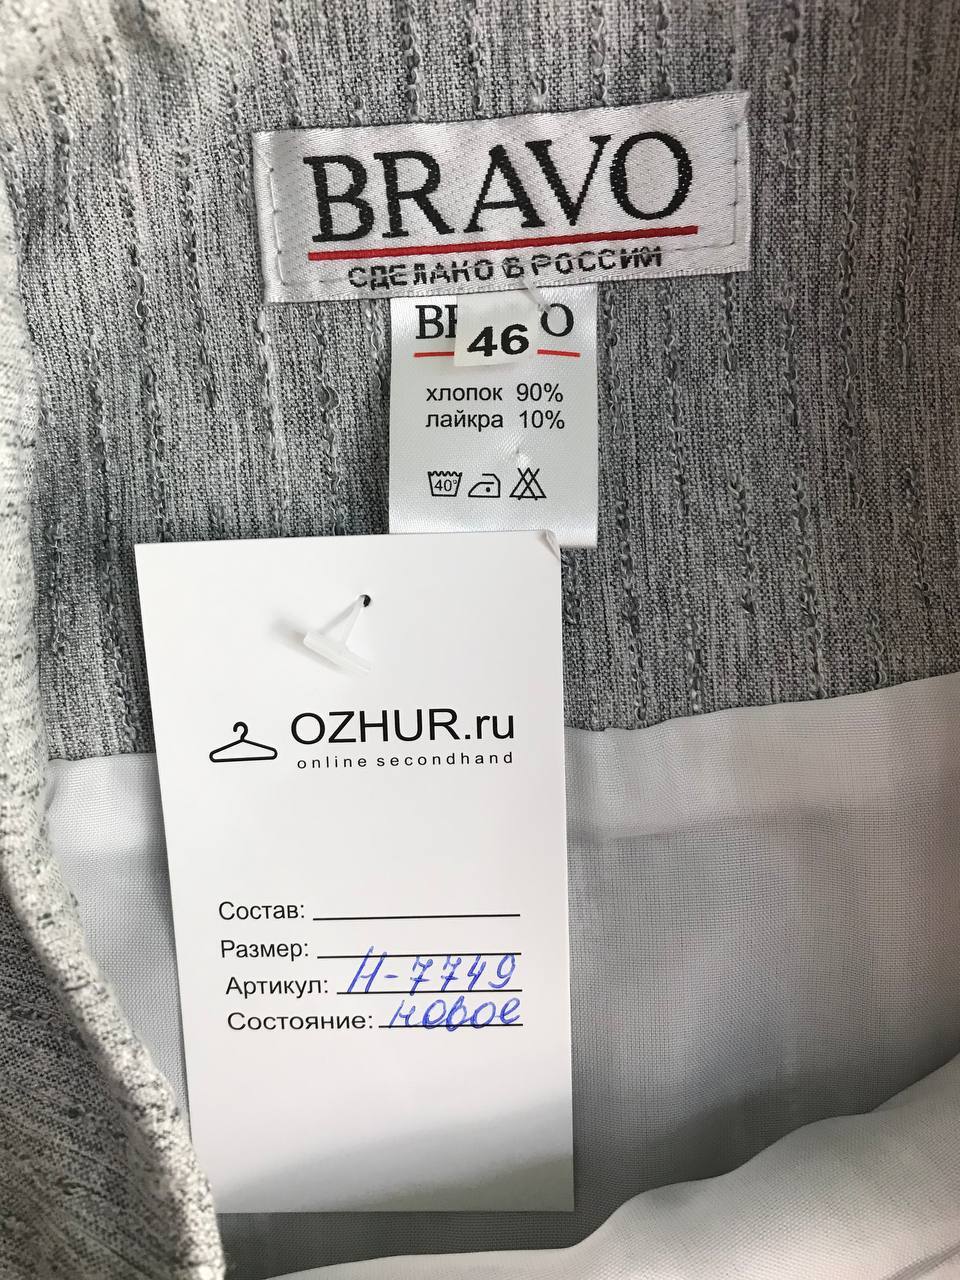 BRAVO
СДЕЛАНО В РОССИИ
46
хлопок 90%
лайкра 10%
40°
OZHUR.ru
online secondhand
Состав:
Размер:
Артикул: Н-7749
Состояние: новое